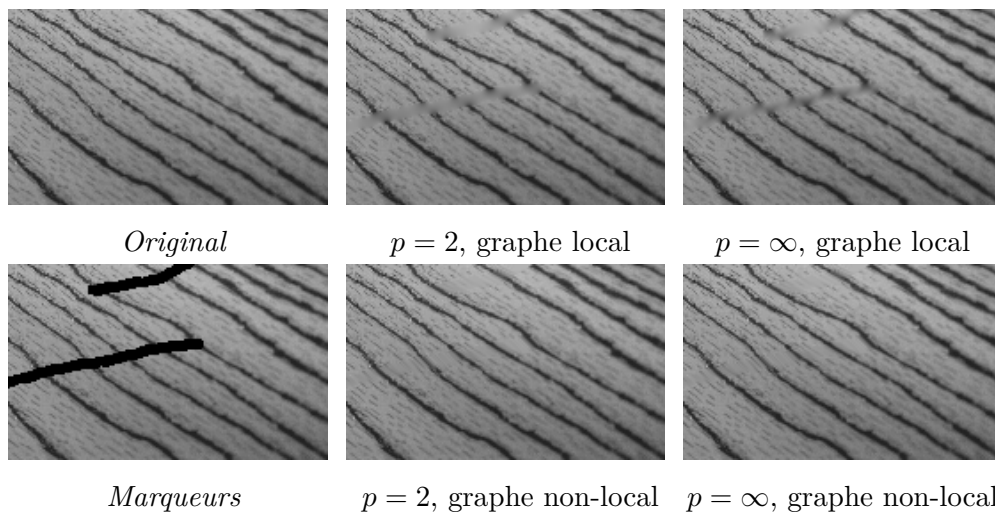 Original
p = 2, graphe local
p = ∞, graphe local
Marqueurs
p = 2, graphe non-local
p = ∞, graphe non-local